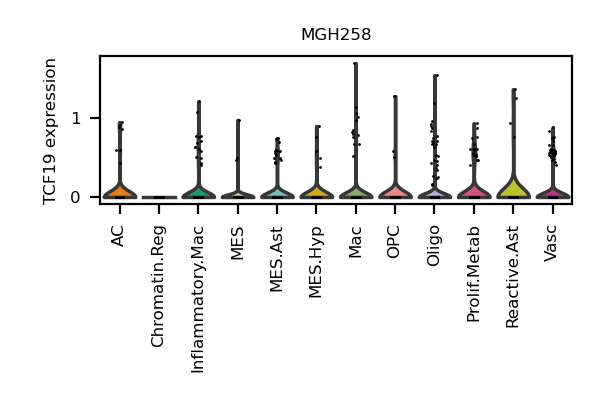 MGH258
TCF19 expression
1
0
AC
Chromatin.Reg
Inflammatory.Mac
MES
MES.Ast
MES.Hyp
Mac
OPC
Oligo
Prolif.Metab
Reactive.Ast
Vasc